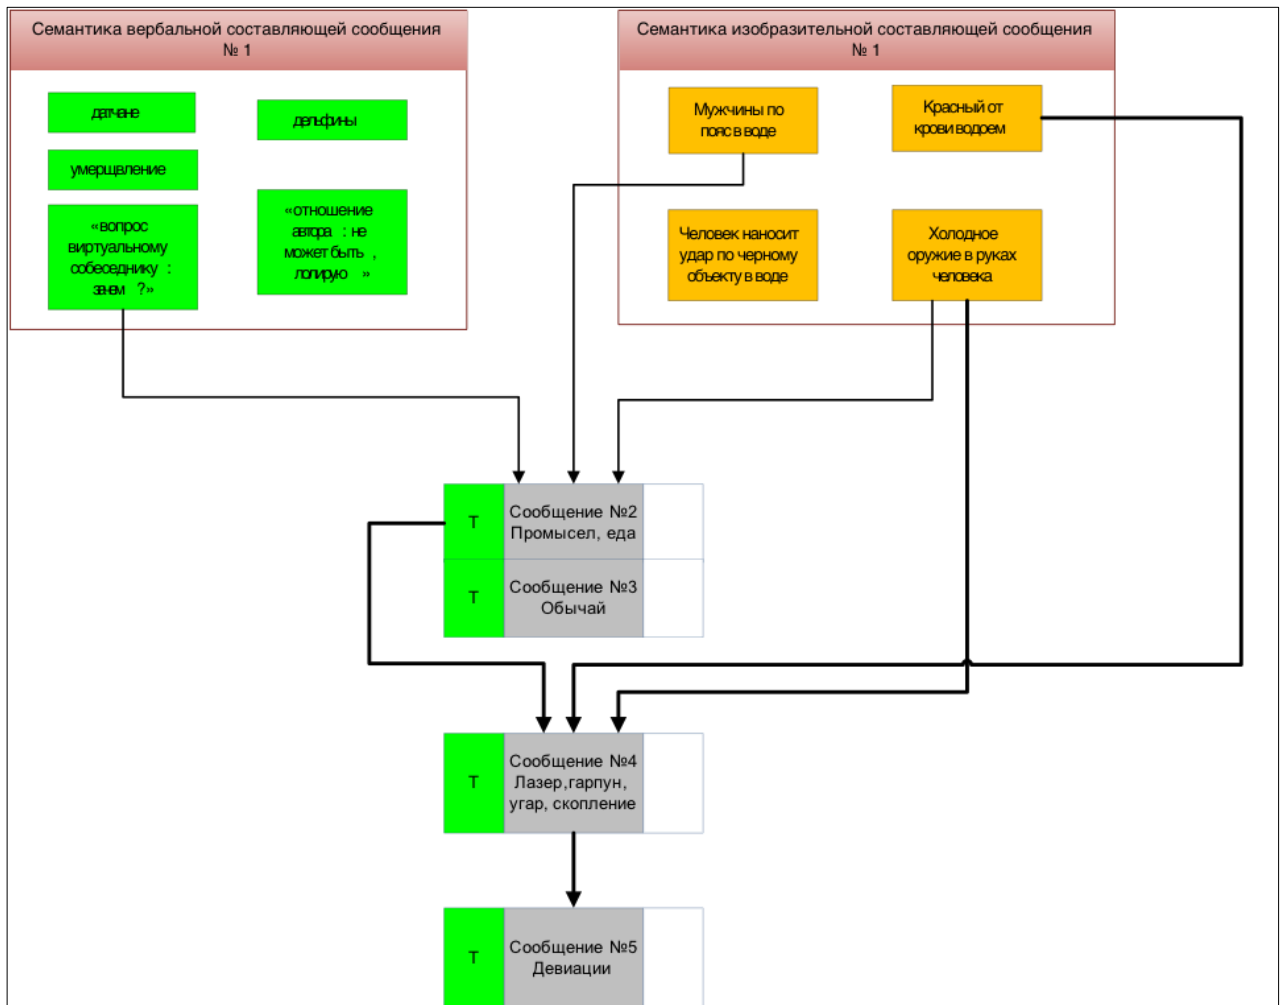 Семантика вербальной составляющей сообщения
№ 1
датчане
дельфины
умерщвление
«вопрос
виртуальному
собеседнику :
зачем ?»
«отношение
автора : не
может быть ,
лолирую »
Семантика изобразительной составляющей сообщения
№ 1
Мужчины по
пояс в воде
Красный от
крови водоем
Человек наносит
удар по черному
объекту в воде
Холодное
оружие в руках
человека
Т
Сообщение №2
Промысел, еда
Т
Сообщение №3
Обычай
Т
Сообщение №4
Лазер,гарпун,
угар, скопление
Т
Сообщение №5
Девиации